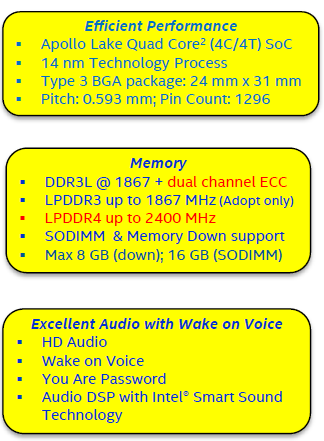 Efficient Performance
▪ Apollo Lake Quad Core² (4C/4T) SoC
▪ 14 nm Technology Process
▪ Type 3 BGA package: 24 mm x 31 mm
▪ Pitch: 0.593 mm; Pin Count: 1296
Memory
▪ DDR3L @ 1867 + dual channel ECC
▪ LPDDR3 up to 1867 MHz (Adopt only)
▪ LPDDR4 up to 2400 MHz
▪ SODIMM & Memory Down support
▪ Max 8 GB (down); 16 GB (SODIMM)
Excellent Audio with Wake on Voice
▪ HD Audio
▪ Wake on Voice
▪ You Are Password
▪ Audio DSP with Intel® Smart Sound
Technology